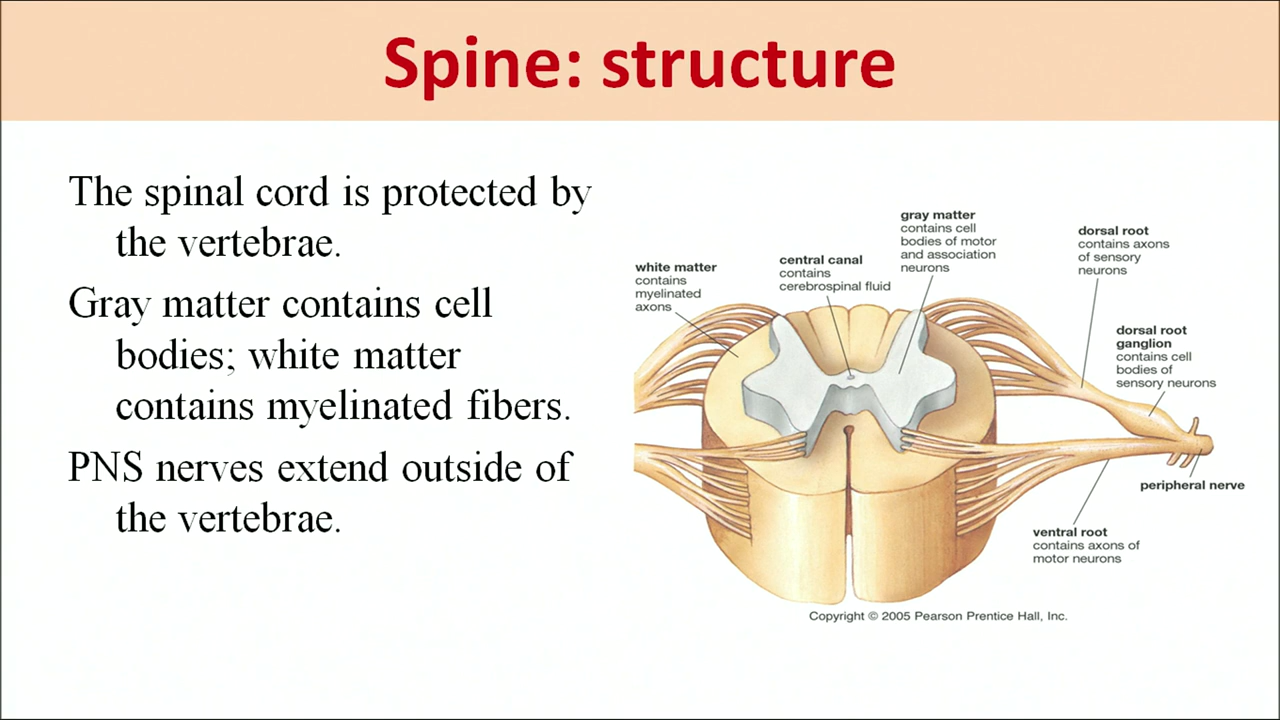 Spine: structure
The spinal cord is protected by
the vertebrae.
Gray matter contains cell
bodies; white matter
contains myelinated fibers.
PNS nerves extend outside of
the vertebrae.
white matter
contains
myelinated
axons
central canal
contains
cerebrospinal fluid
gray matter
contains cell
bodies of motor
and association
neurons
dorsal root
contains axons
of sensory
neurons
dorsal root
ganglion
contains cell
bodies of
sensory neurons
peripheral nerve
ventral root
contains axons of
motor neurons
Copyright © 2005 Pearson Prentice Hall, Inc.